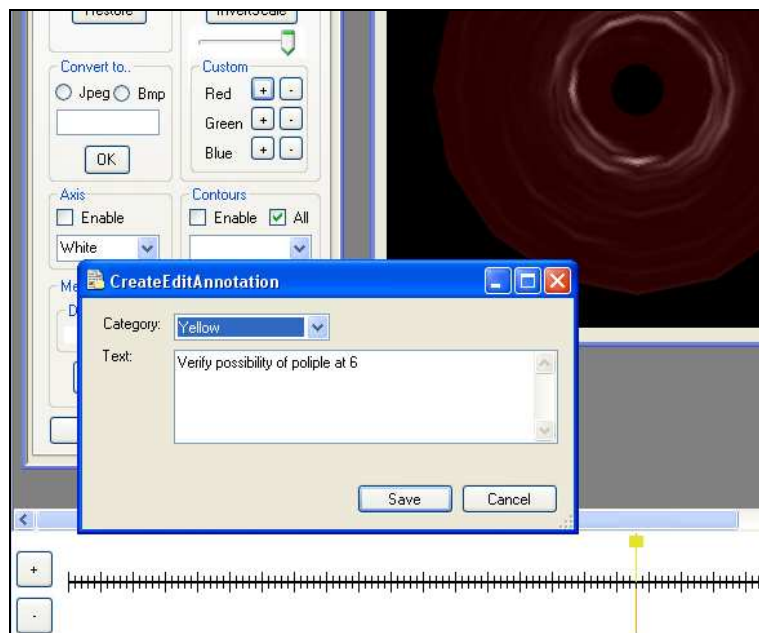 Restore
InvertScale
Convert to..
Jpeg Bmp
OK
Custom
Red + -
Green + -
Blue + -
Axis
Enable
White
Contours
Enable All
Me
D
CreateEditAnnotation
Category: Yellow
Text: Verify possibility of poliple at 6
Save Cancel
+
-